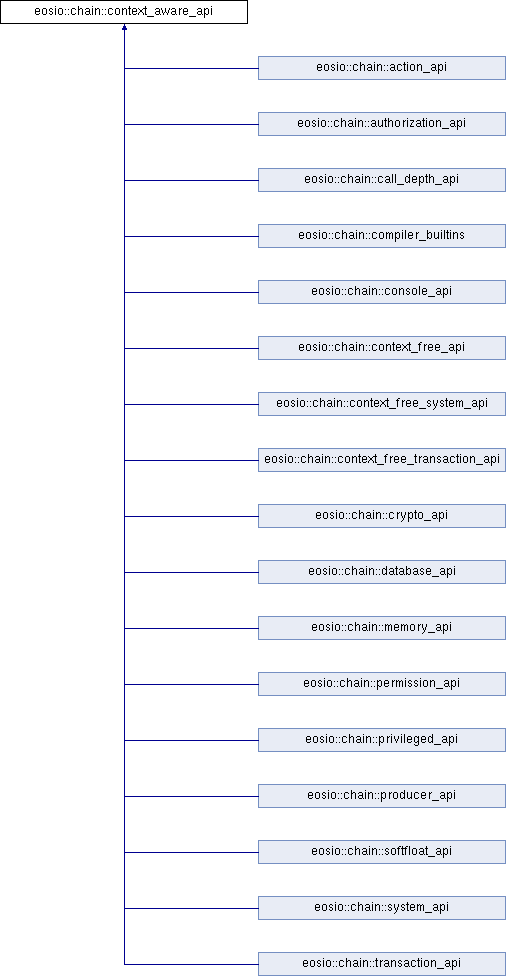 eosio::chain::context_aware_api
eosio::chain::action_api
eosio::chain::authorization_api
eosio::chain::call_depth_api
eosio::chain::compiler_builtins
eosio::chain::console_api
eosio::chain::context_free_api
eosio::chain::context_free_system_api
eosio::chain::context_free_transaction_api
eosio::chain::crypto_api
eosio::chain::database_api
eosio::chain::memory_api
eosio::chain::permission_api
eosio::chain::privileged_api
eosio::chain::producer_api
eosio::chain::softfloat_api
eosio::chain::system_api
eosio::chain::transaction_api